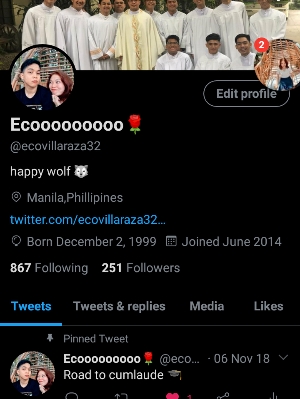 2
Edit profile
Ecooooooooo🌹
@ecovillaraza32
happy wolf 🐺
Manila,Phillipines
twitter.com/ecovillaraza32...
Born December 2, 1999 Joined June 2014
867 Following 251 Followers
Tweets Tweets & replies Media Likes
Pinned Tweet
Ecooooooooo🌹 @eco... · 06 Nov 18
Road to cumlaude 🎓